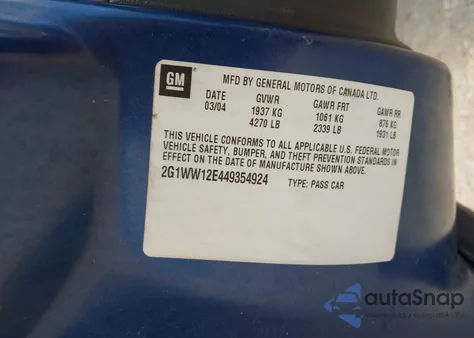 GM
MFD BY GENERAL MOTORS OF CANADA LTD.
DATE GVWR GAWR FRT GAWR RR
03/04 1937 KG 1061 KG 876 KG
4270 LB 2339 LB 1931 LB
THIS VEHICLE CONFORMS TO ALL APPLICABLE U.S. FEDERAL MOTOR
VEHICLE SAFETY, BUMPER, AND THEFT PREVENTION STANDARDS IN
EFFECT ON THE DATE OF MANUFACTURE SHOWN ABOVE.
2G1WW12E449354924 TYPE: PASS CAR
autoSnap